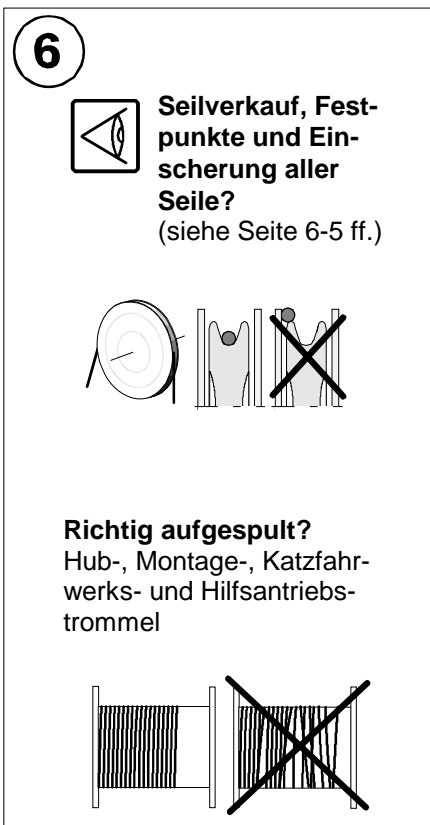 6
Seilverkauf, Fest-
punkte und Ein-
scherung aller
Seile?
(siehe Seite 6-5 ff.)
Richtig aufgespult?
Hub-, Montage-, Katzfahr-
werks- und Hilfsantriebs-
trommel